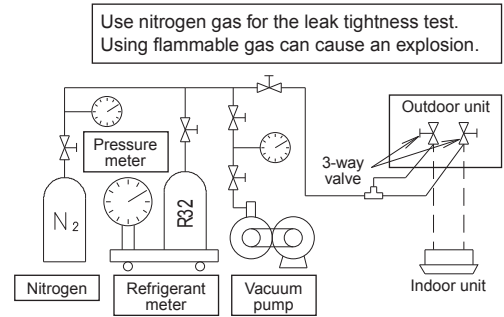 Use nitrogen gas for the leak tightness test.
Using flammable gas can cause an explosion.
Outdoor unit
Pressure
meter
3-way
valve
N2
R32
Nitrogen
Refrigerant
meter
Vacuum
pump
Indoor unit